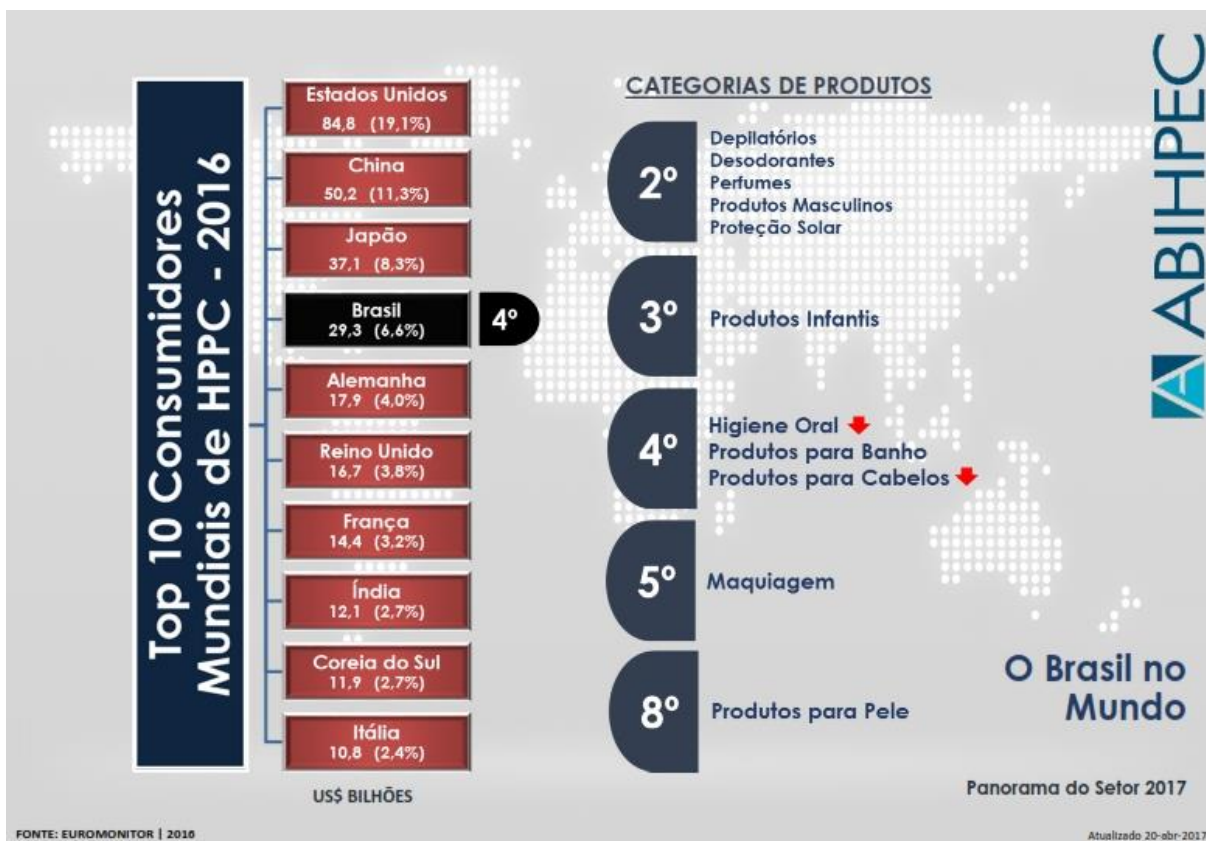 Top 10 Consumidores
Mundiais de HPPC - 2016
Estados Unidos
84,8 (19,1%)
China
50,2 (11,3%)
Japão
37,1 (8,3%)
Brasil
29,3 (6,6%)
4º
Alemanha
17,9 (4,0%)
Reino Unido
16,7 (3,8%)
França
14,4 (3,2%)
Índia
12,1 (2,7%)
Coreia do Sul
11,9 (2,7%)
Itália
10,8 (2,4%)
US$ BILHÕES
CATEGORIAS DE PRODUTOS
2º
Depilatórios
Desodorantes
Perfumes
Produtos Masculinos
Proteção Solar
3º
Produtos Infantis
4º
Higiene Oral
Produtos para Banho
Produtos para Cabelos
5º
Maquiagem
8º
Produtos para Pele
ABIHPEC
O Brasil no
Mundo
Panorama do Setor 2017
FONTE: EUROMONITOR | 2016
Atualizado 20-abr-2017